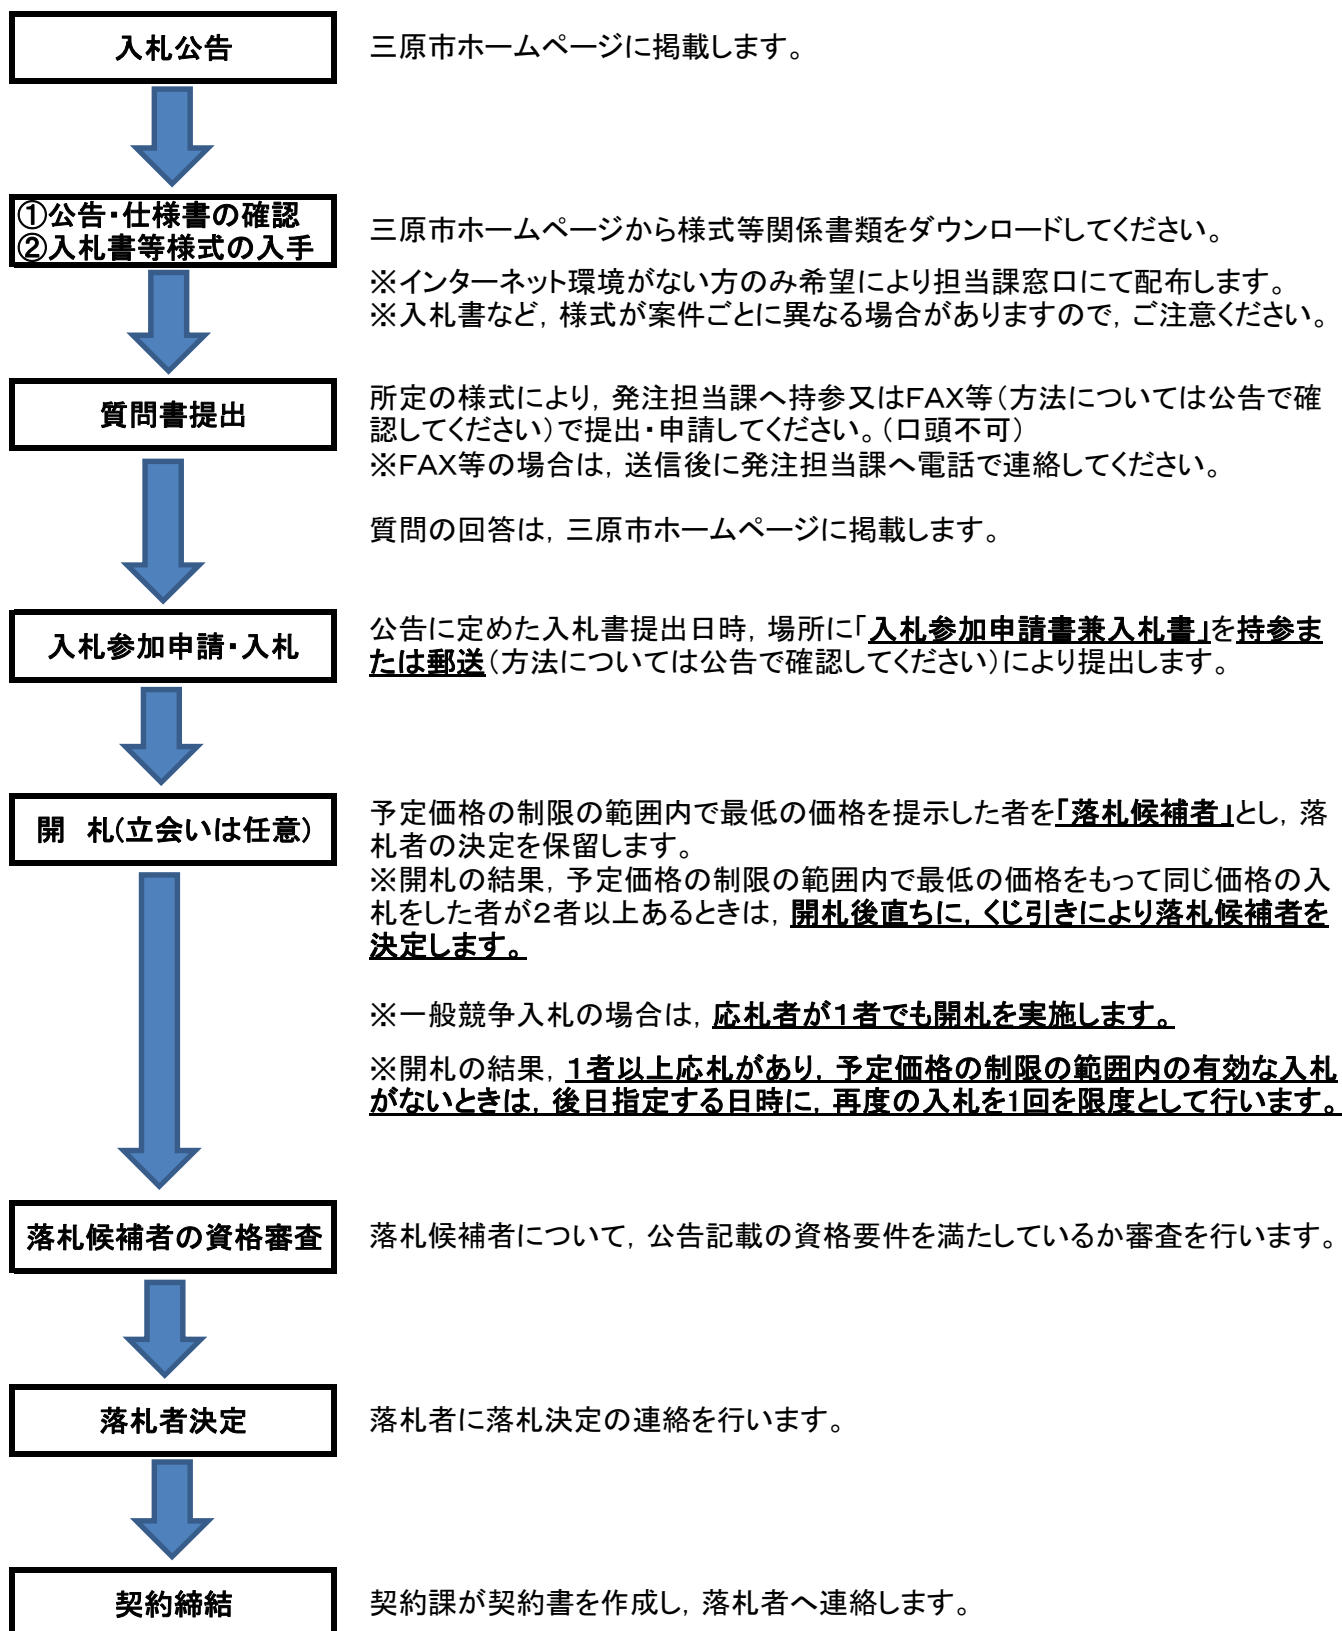 入札公告
三原市ホームページに掲載します。
①公告・仕様書の確認
②入札書等様式の入手
三原市ホームページから様式等関係書類をダウンロードしてください。
※インターネット環境がない方のみ希望により担当課窓口にて配布します。
※入札書など，様式が案件ごとに異なる場合がありますので，ご注意ください。
質問書提出
所定の様式により，発注担当課へ持参又はFAX等（方法については公告で確
認してください）で提出・申請してください。（口頭不可）
※FAX等の場合は，送信後に発注担当課へ電話で連絡してください。
質問の回答は，三原市ホームページに掲載します。
入札参加申請・入札
公告に定めた入札書提出日時，場所に「入札参加申請書兼入札書」を持参ま
たは郵送（方法については公告で確認してください）により提出します。
開　札(立会いは任意)
予定価格の制限の範囲内で最低の価格を提示した者を「落札候補者」とし，落
札者の決定を保留します。
※開札の結果，予定価格の制限の範囲内で最低の価格をもって同じ価格の入
札をした者が２者以上あるときは，開札後直ちに，くじ引きにより落札候補者を
決定します。
※一般競争入札の場合は，応札者が１者でも開札を実施します。
※開札の結果，１者以上応札があり，予定価格の制限の範囲内の有効な入札
がないときは，後日指定する日時に，再度の入札を1回を限度として行います。
落札候補者の資格審査
落札候補者について，公告記載の資格要件を満たしているか審査を行います。
落札者決定
落札者に落札決定の連絡を行います。
契約締結
契約課が契約書を作成し，落札者へ連絡します。